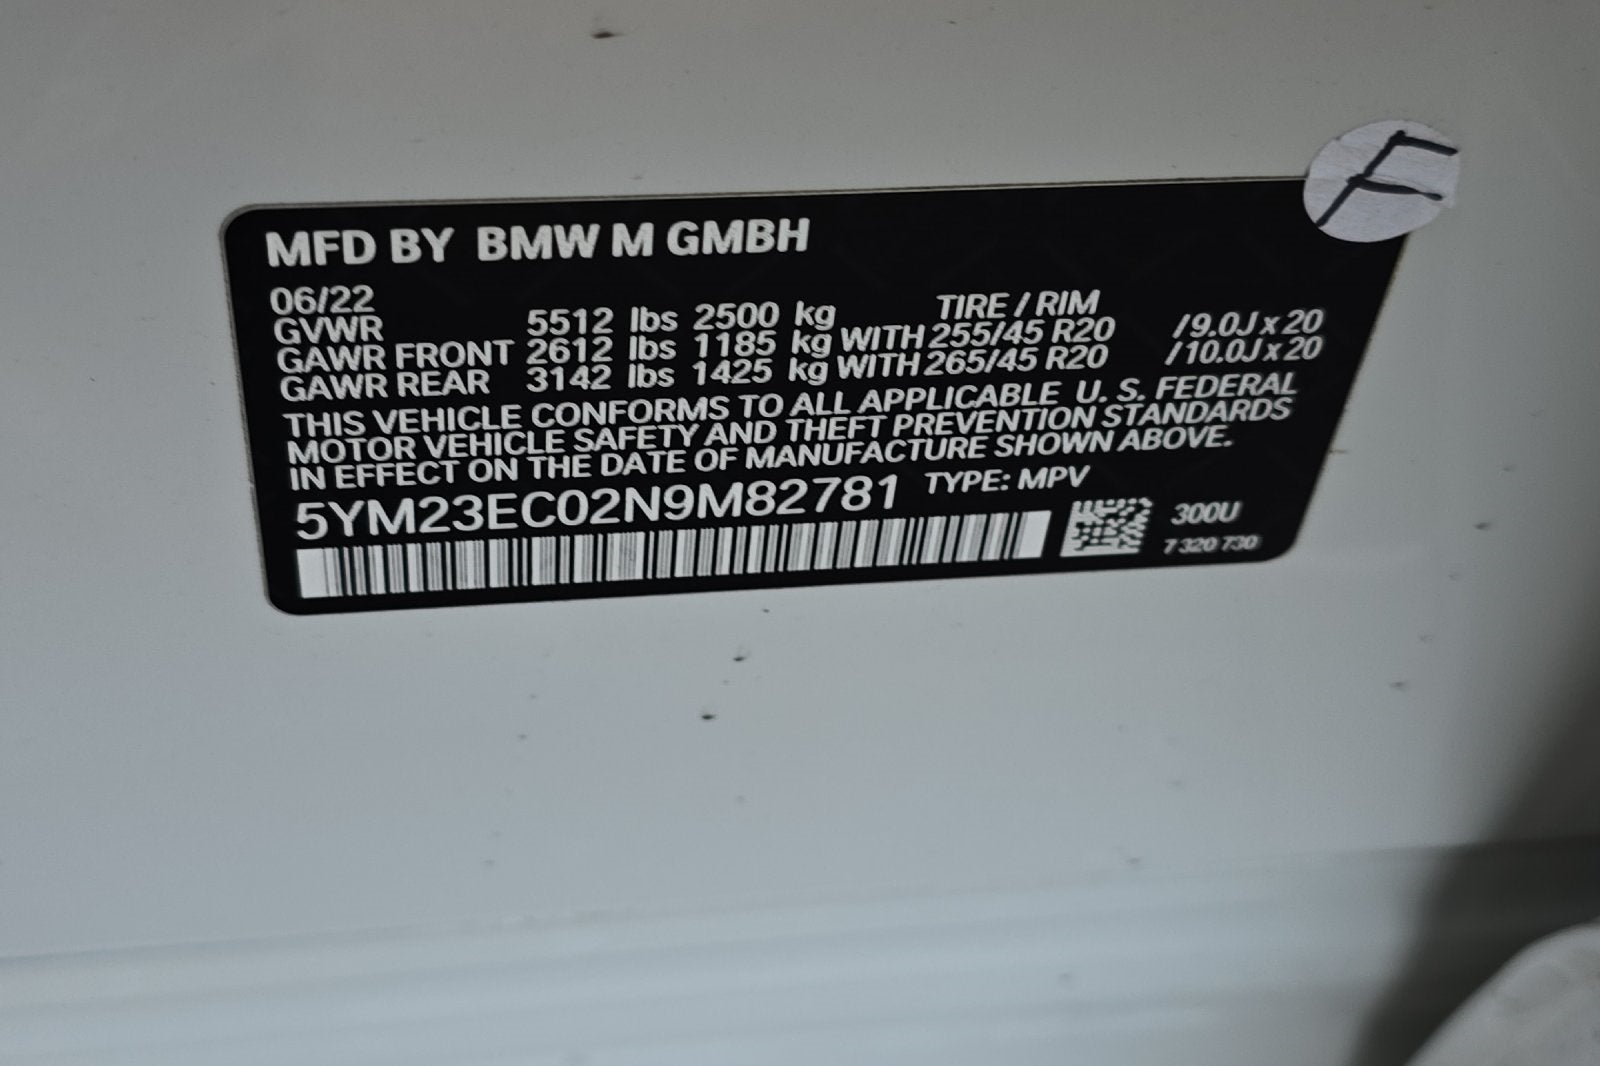 F
MFD BY BMW M GMBH
06/22 TIRE / RIM
GVWR 5512 lbs 2500 kg
GAWR FRONT 2612 lbs 1185 kg WITH 255/45 R20 /9.0J x 20
GAWR REAR 3142 lbs 1425 kg WITH 265/45 R20 /10.0J x 20
THIS VEHICLE CONFORMS TO ALL APPLICABLE U. S. FEDERAL
MOTOR VEHICLE SAFETY AND THEFT PREVENTION STANDARDS
IN EFFECT ON THE DATE OF MANUFACTURE SHOWN ABOVE.
5YM23EC02N9M82781 TYPE: MPV
300U
7 320 730